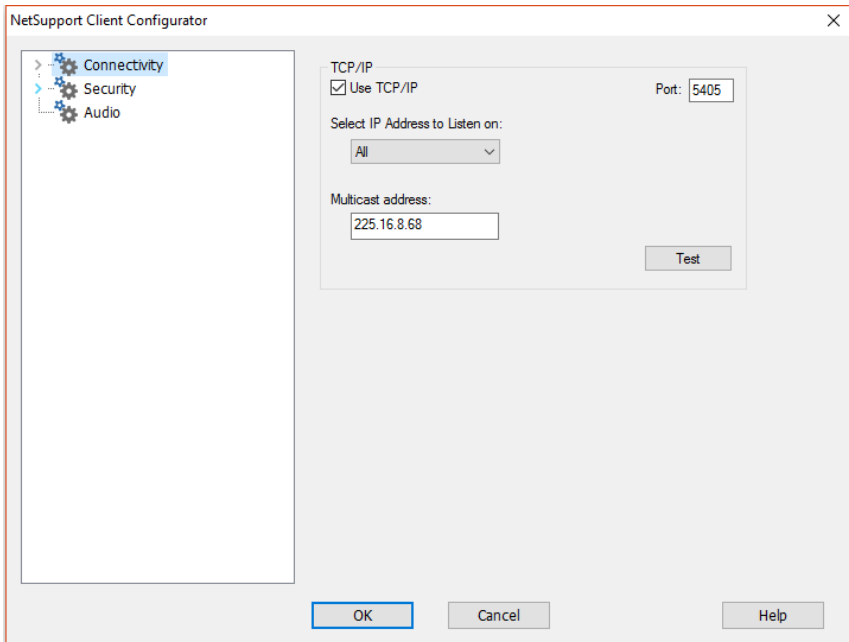 NetSupport Client Configurator
Connectivity
Security
Audio
TCP/IP
Use TCP/IP
Port: 5405
Select IP Address to Listen on:
All
Multicast address:
225.16.8.68
Test
OK
Cancel
Help